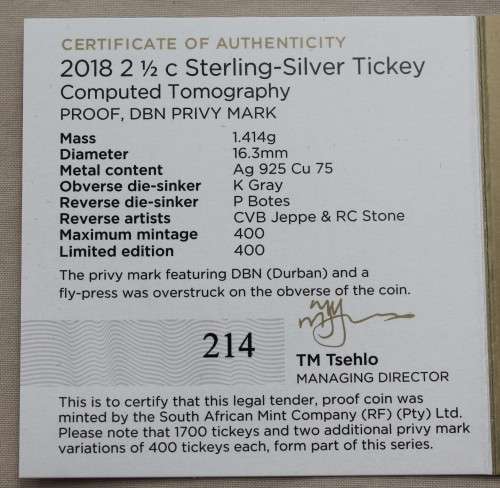 CERTIFICATE OF AUTHENTICITY
2018 2 ½ c Sterling-Silver Tickey
Computed Tomography
PROOF, DBN PRIVY MARK
Mass 1.414g
Diameter 16.3mm
Metal content Ag 925 Cu 75
Obverse die-sinker K Gray
Reverse die-sinker P Botes
Reverse artists CVB Jeppe & RC Stone
Maximum mintage 400
Limited edition 400
The privy mark featuring DBN (Durban) and a
fly-press was overstruck on the obverse of the coin.
214
TM Tsehlo
MANAGING DIRECTOR
This is to certify that this legal tender, proof coin was
minted by the South African Mint Company (RF) (Pty) Ltd.
Please note that 1700 tickeys and two additional privy mark
variations of 400 tickeys each, form part of this series.